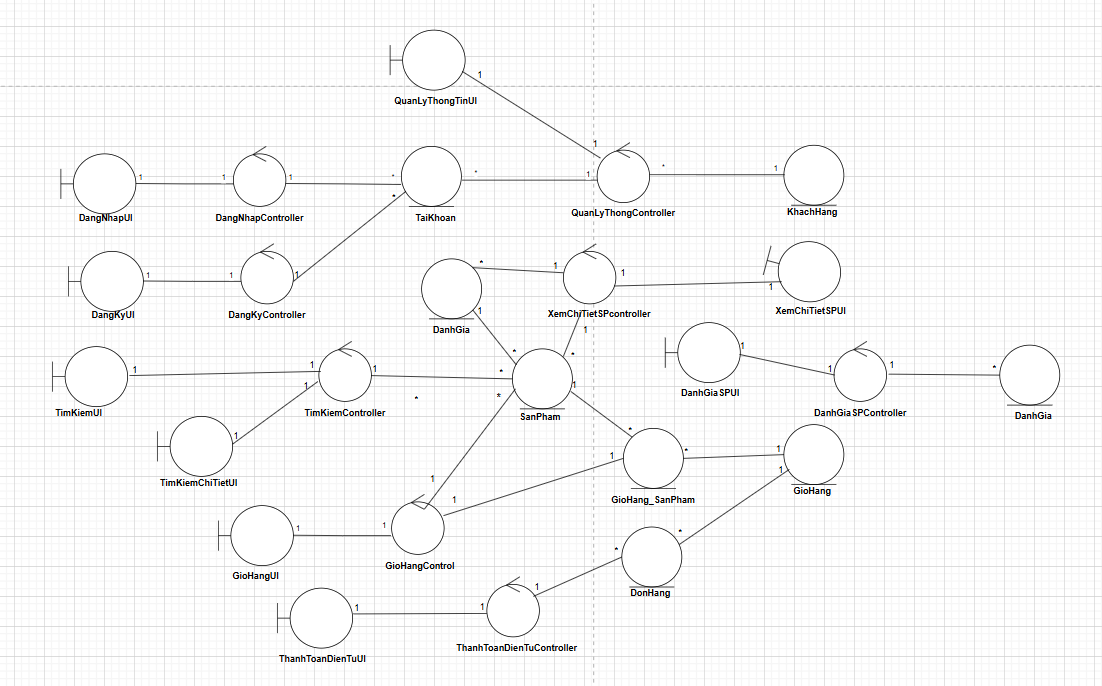 QuanLyThongTinUI
1
1
DangNhapUI
1
1
DangNhapController
1
*
TaiKhoan
*
1
QuanLyThongController
*
1
KhachHang
*
DangKyUI
1
1
DangKyController
1
DanhGia
*
1
XemChiTietSPcontroller
1
1
XemChiTietSPUI
1
1
*
*
TimKiemUI
1
1
1
TimKiemController
1
*
*
*
SanPham
1
DanhGiaSPUI
1
1
DanhGiaSPController
1
*
DanhGia
TimKiemChiTietUI
1
*
GioHang_SanPham
1
*
1
1
GioHang
1
1
GioHangUI
1
1
GioHangControl
*
*
DonHang
ThanhToanDienTuUI
1
1
1
ThanhToanDienTuController